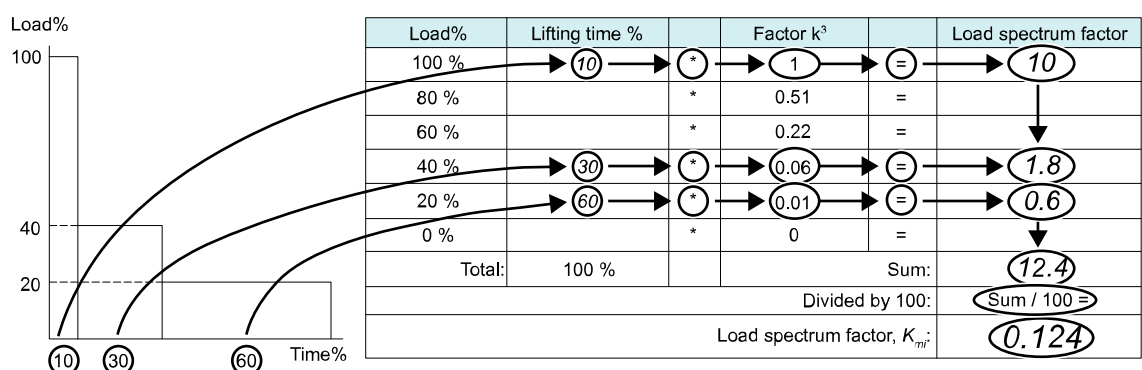 Load%
100
40
20
10 30 60 Time%
Load% Lifting time % Factor k³ Load spectrum factor
100 % 10 * 1 = 10
80 % * 0.51 =
60 % * 0.22 =
40 % 30 * 0.06 = 1.8
20 % 60 * 0.01 = 0.6
0 % * 0 =
Total: 100 % Sum: 12.4
Divided by 100: Sum / 100 =
Load spectrum factor, Kmi: 0.124